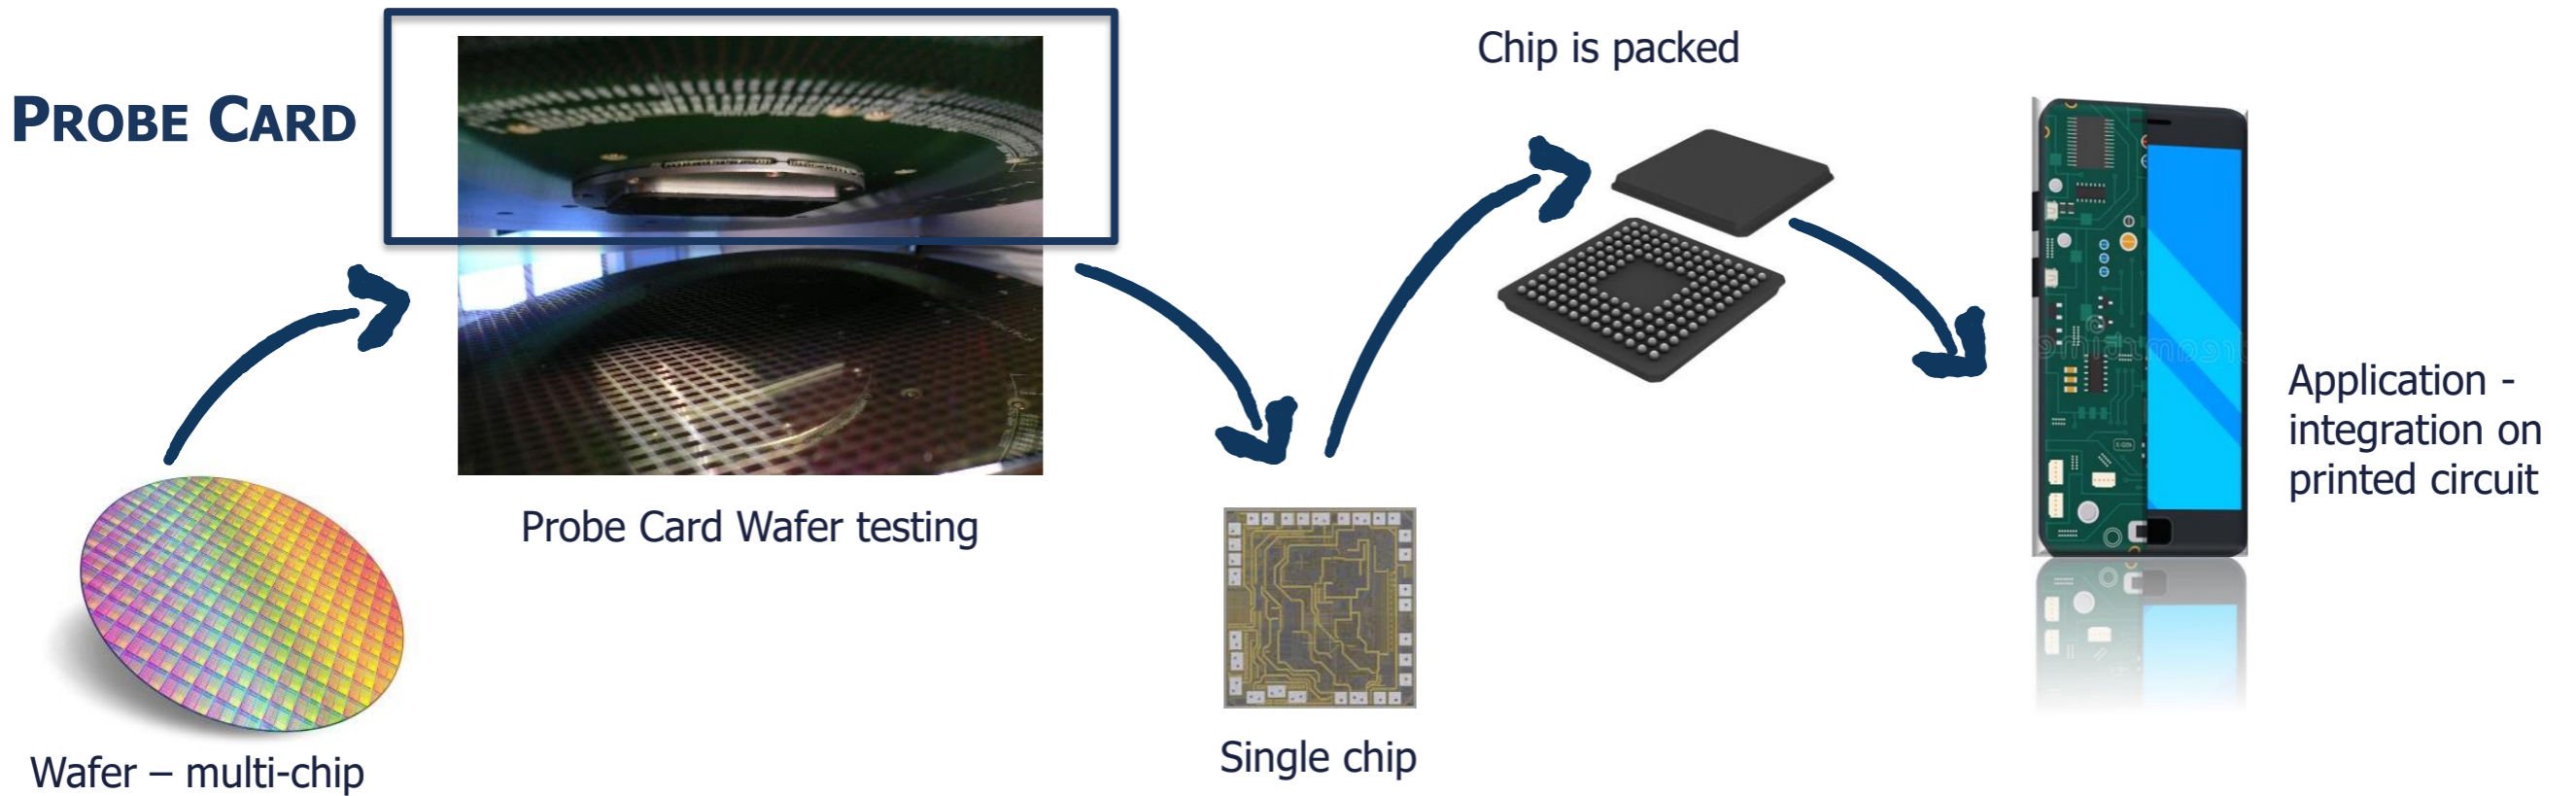 PROBE CARD
Chip is packed
Application -
integration on
printed circuit
Probe Card Wafer testing
Single chip
Wafer – multi-chip